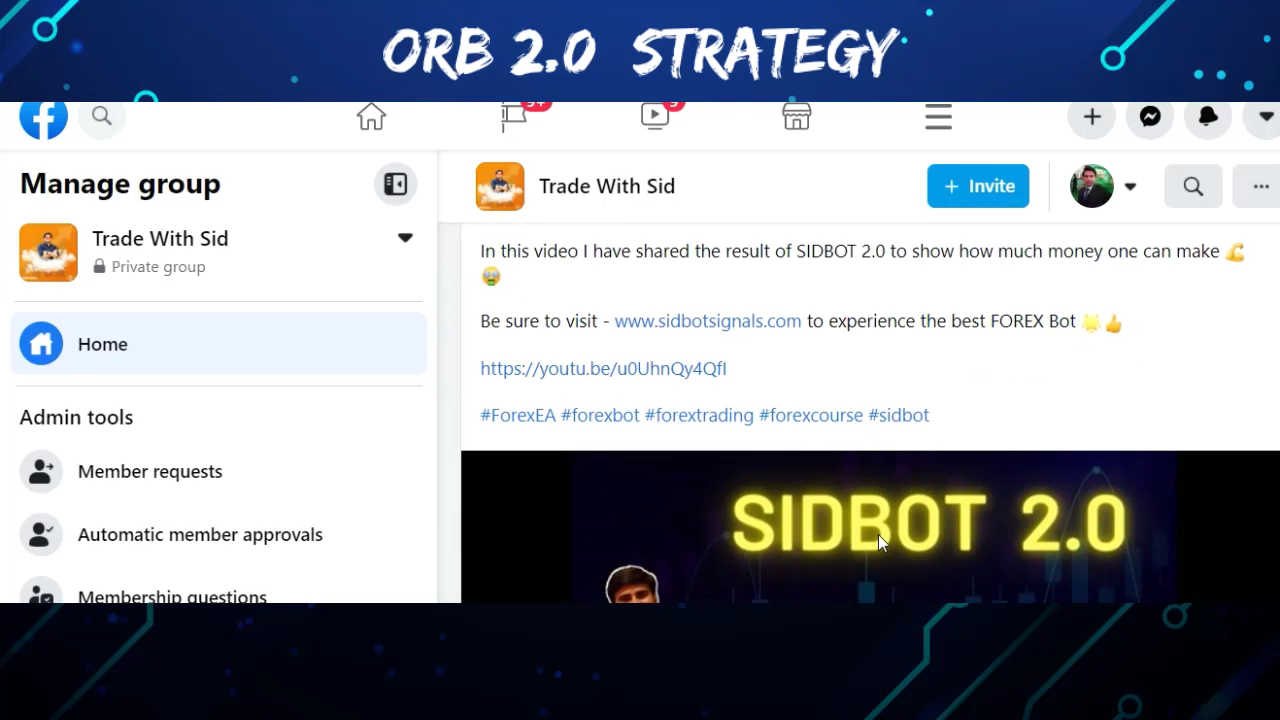 ORB 2.0 STRATEGY
Manage group
Trade With Sid
Private group
Home
Admin tools
Member requests
Automatic member approvals
Membership questions
Trade With Sid
+ Invite
In this video I have shared the result of SIDBOT 2.0 to show how much money one can make 💪
🤑
Be sure to visit - www.sidbotsignals.com to experience the best FOREX Bot 🌟👍
https://youtu.be/u0UhnQy4QfI
#ForexEA #forexbot #forextrading #forexcourse #sidbot
SIDBOT 2.0